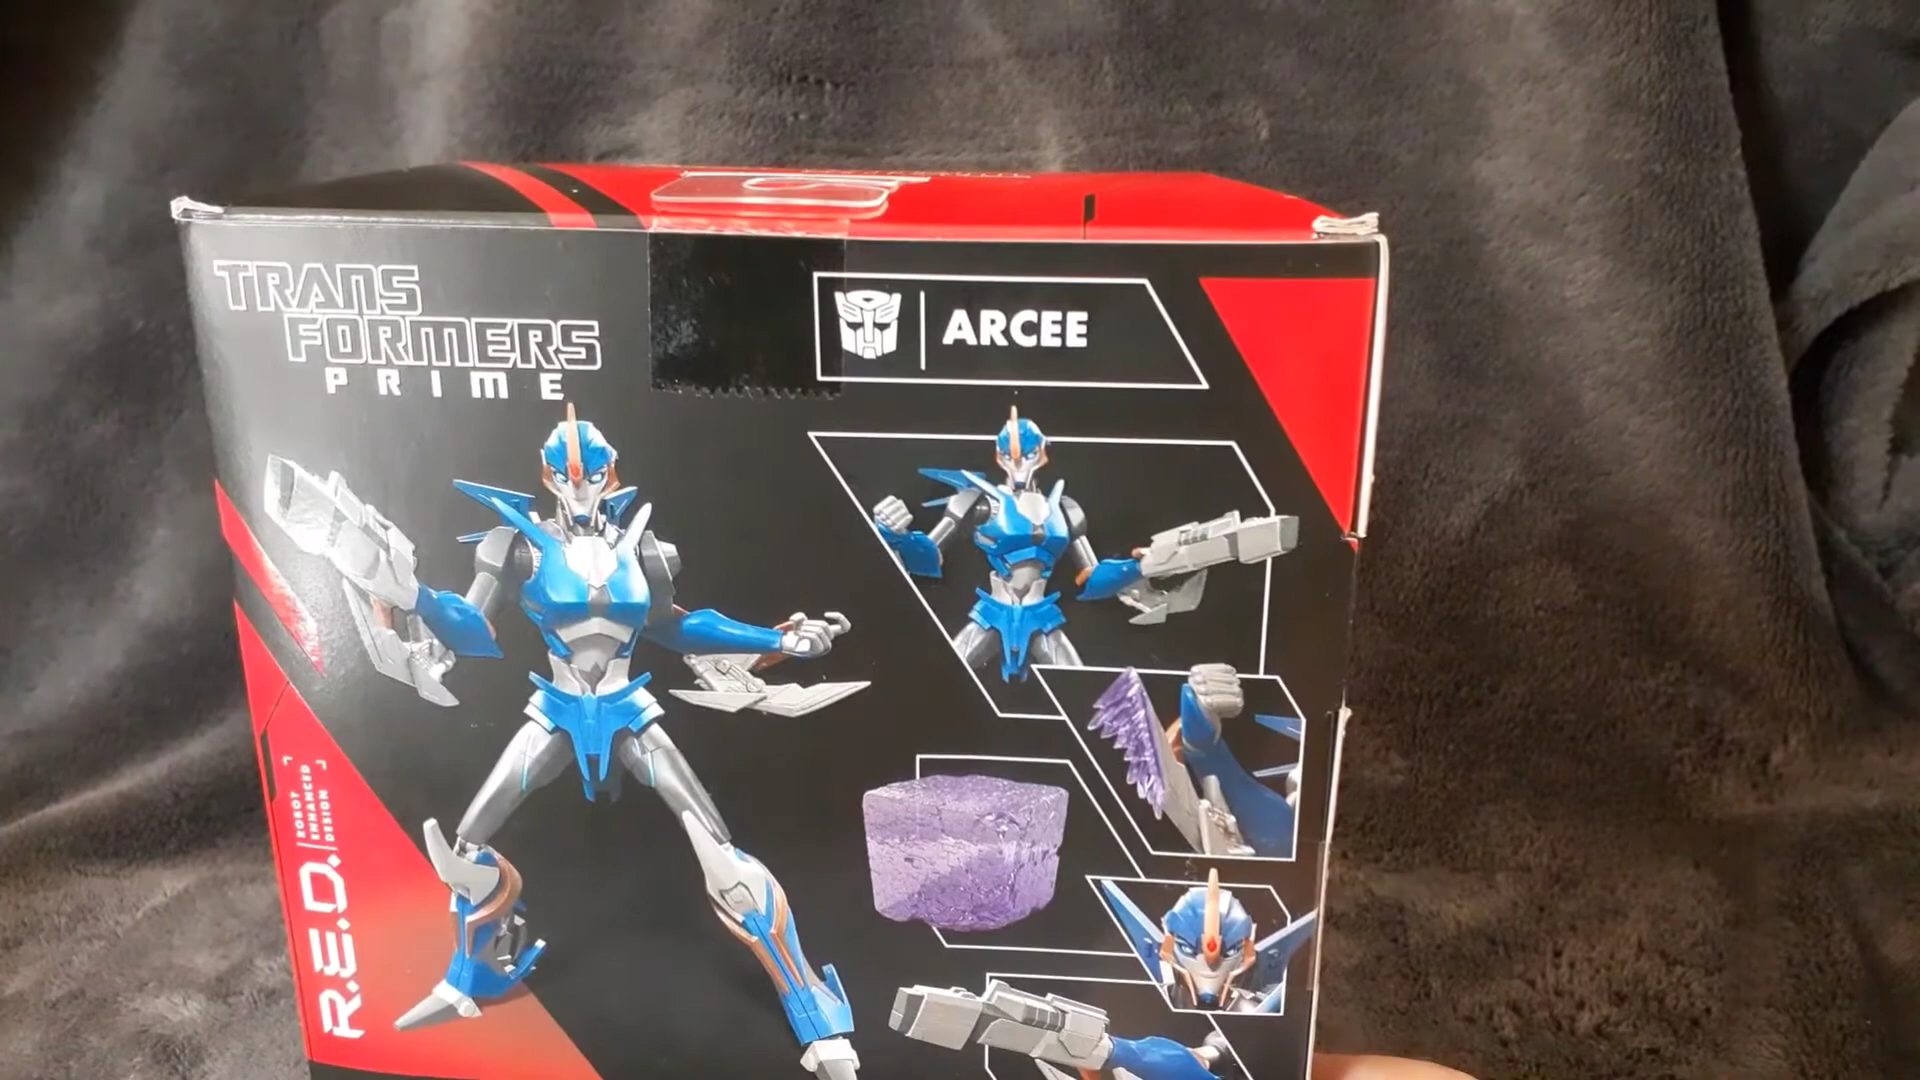 TRANS
FORMERS
PRIME
ARCEE
R.E.D.
ROBOT
ENHANCED
DESIGN